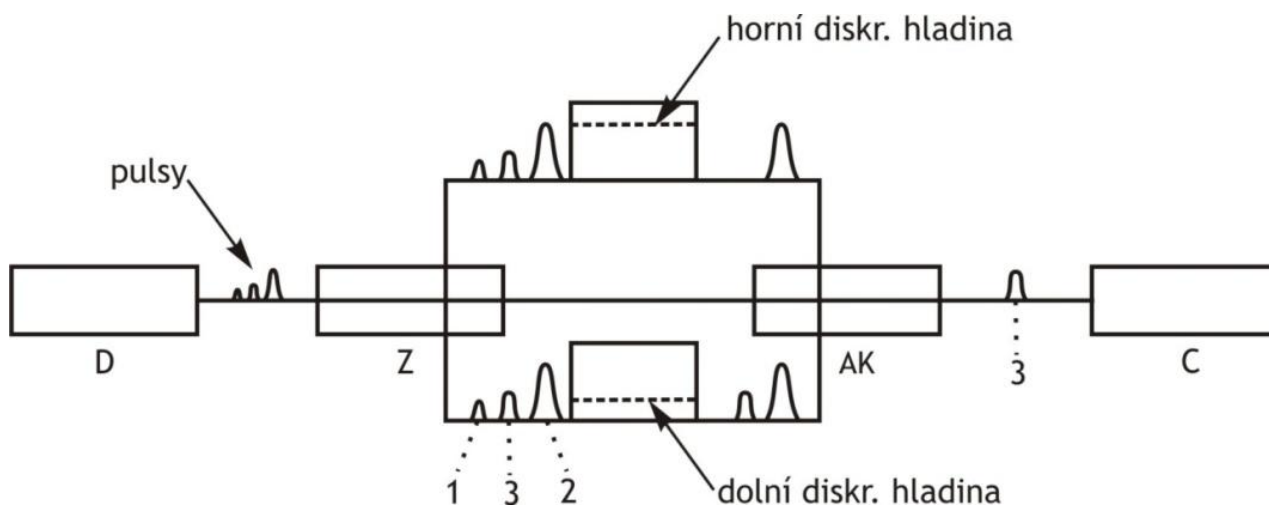 horní diskr. hladina
pulsy
D
Z
AK
3
C
1
3
2
dolní diskr. hladina